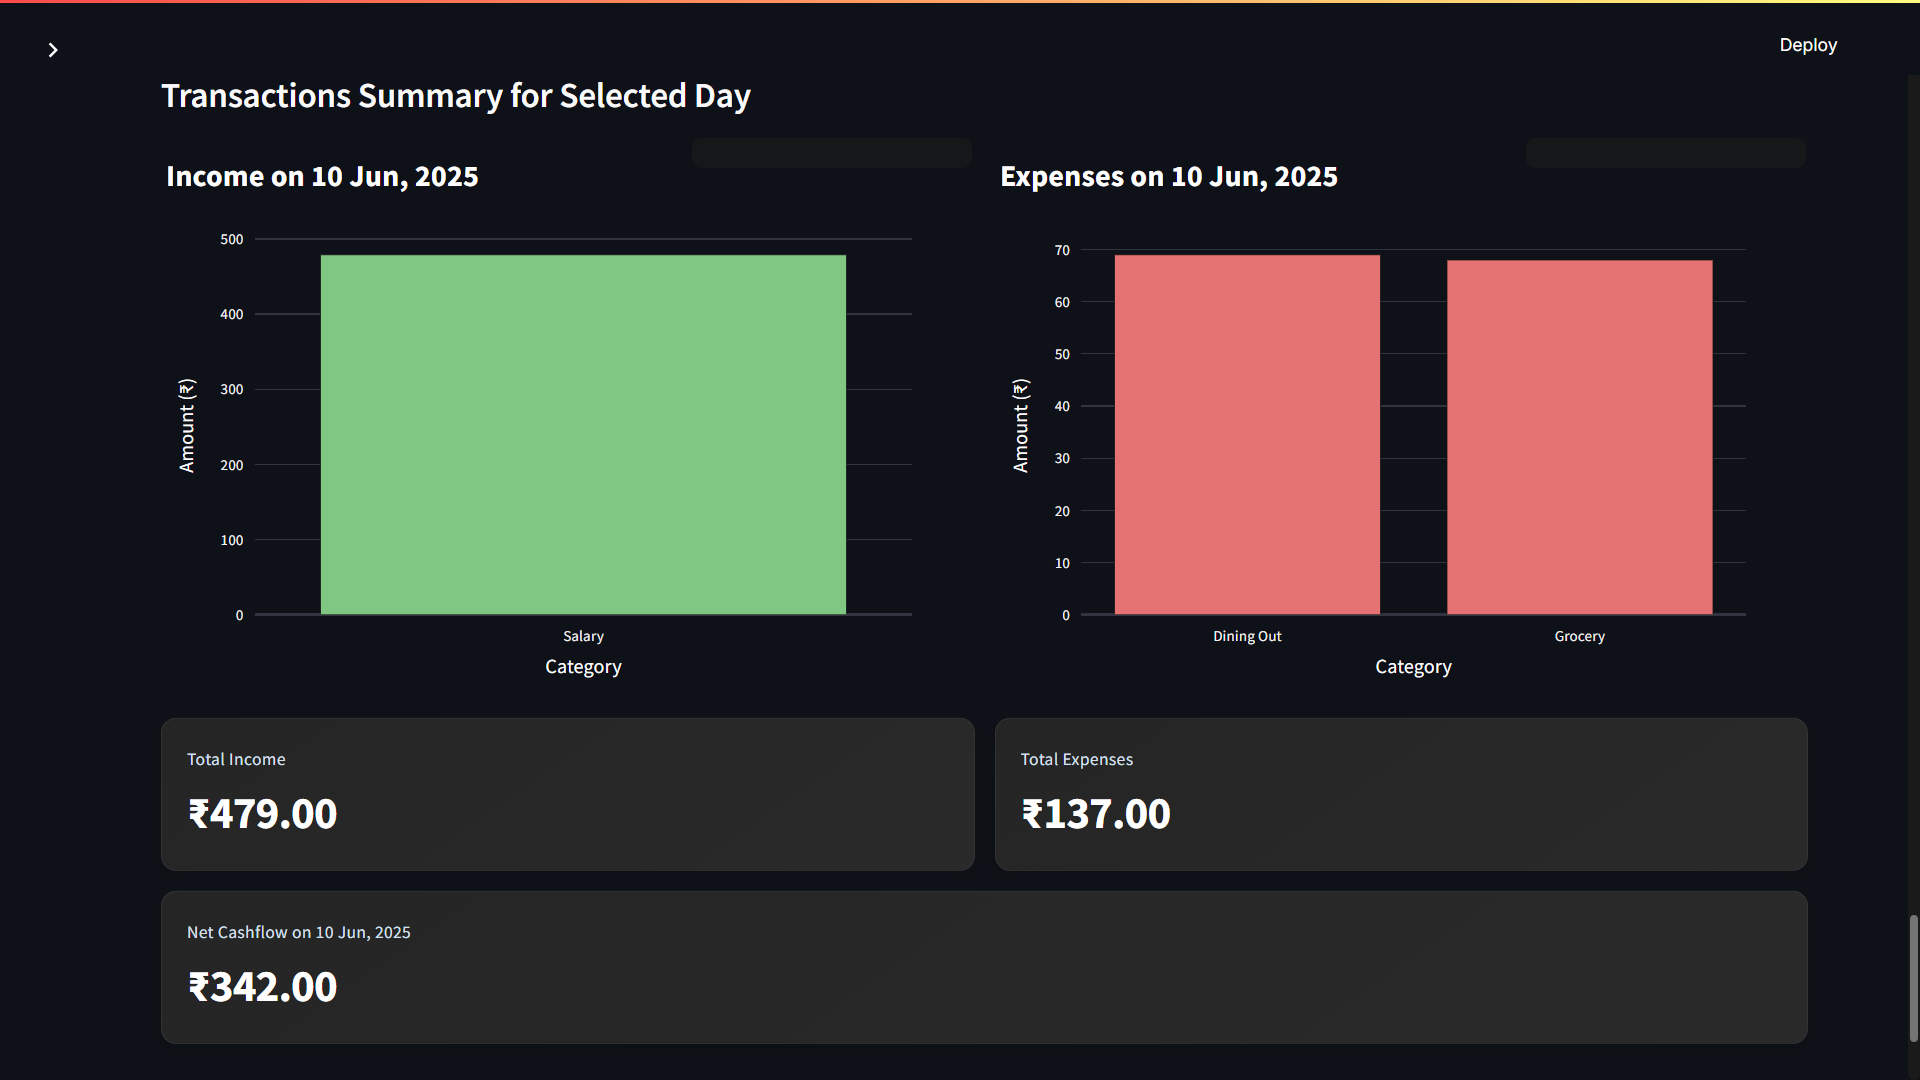 Deploy
Transactions Summary for Selected Day
Income on 10 Jun, 2025
500
400
300
200
100
0
Amount (₹)
Salary
Category
Expenses on 10 Jun, 2025
70
60
50
40
30
20
10
0
Amount (₹)
Dining Out
Grocery
Category
Total Income
₹479.00
Total Expenses
₹137.00
Net Cashflow on 10 Jun, 2025
₹342.00